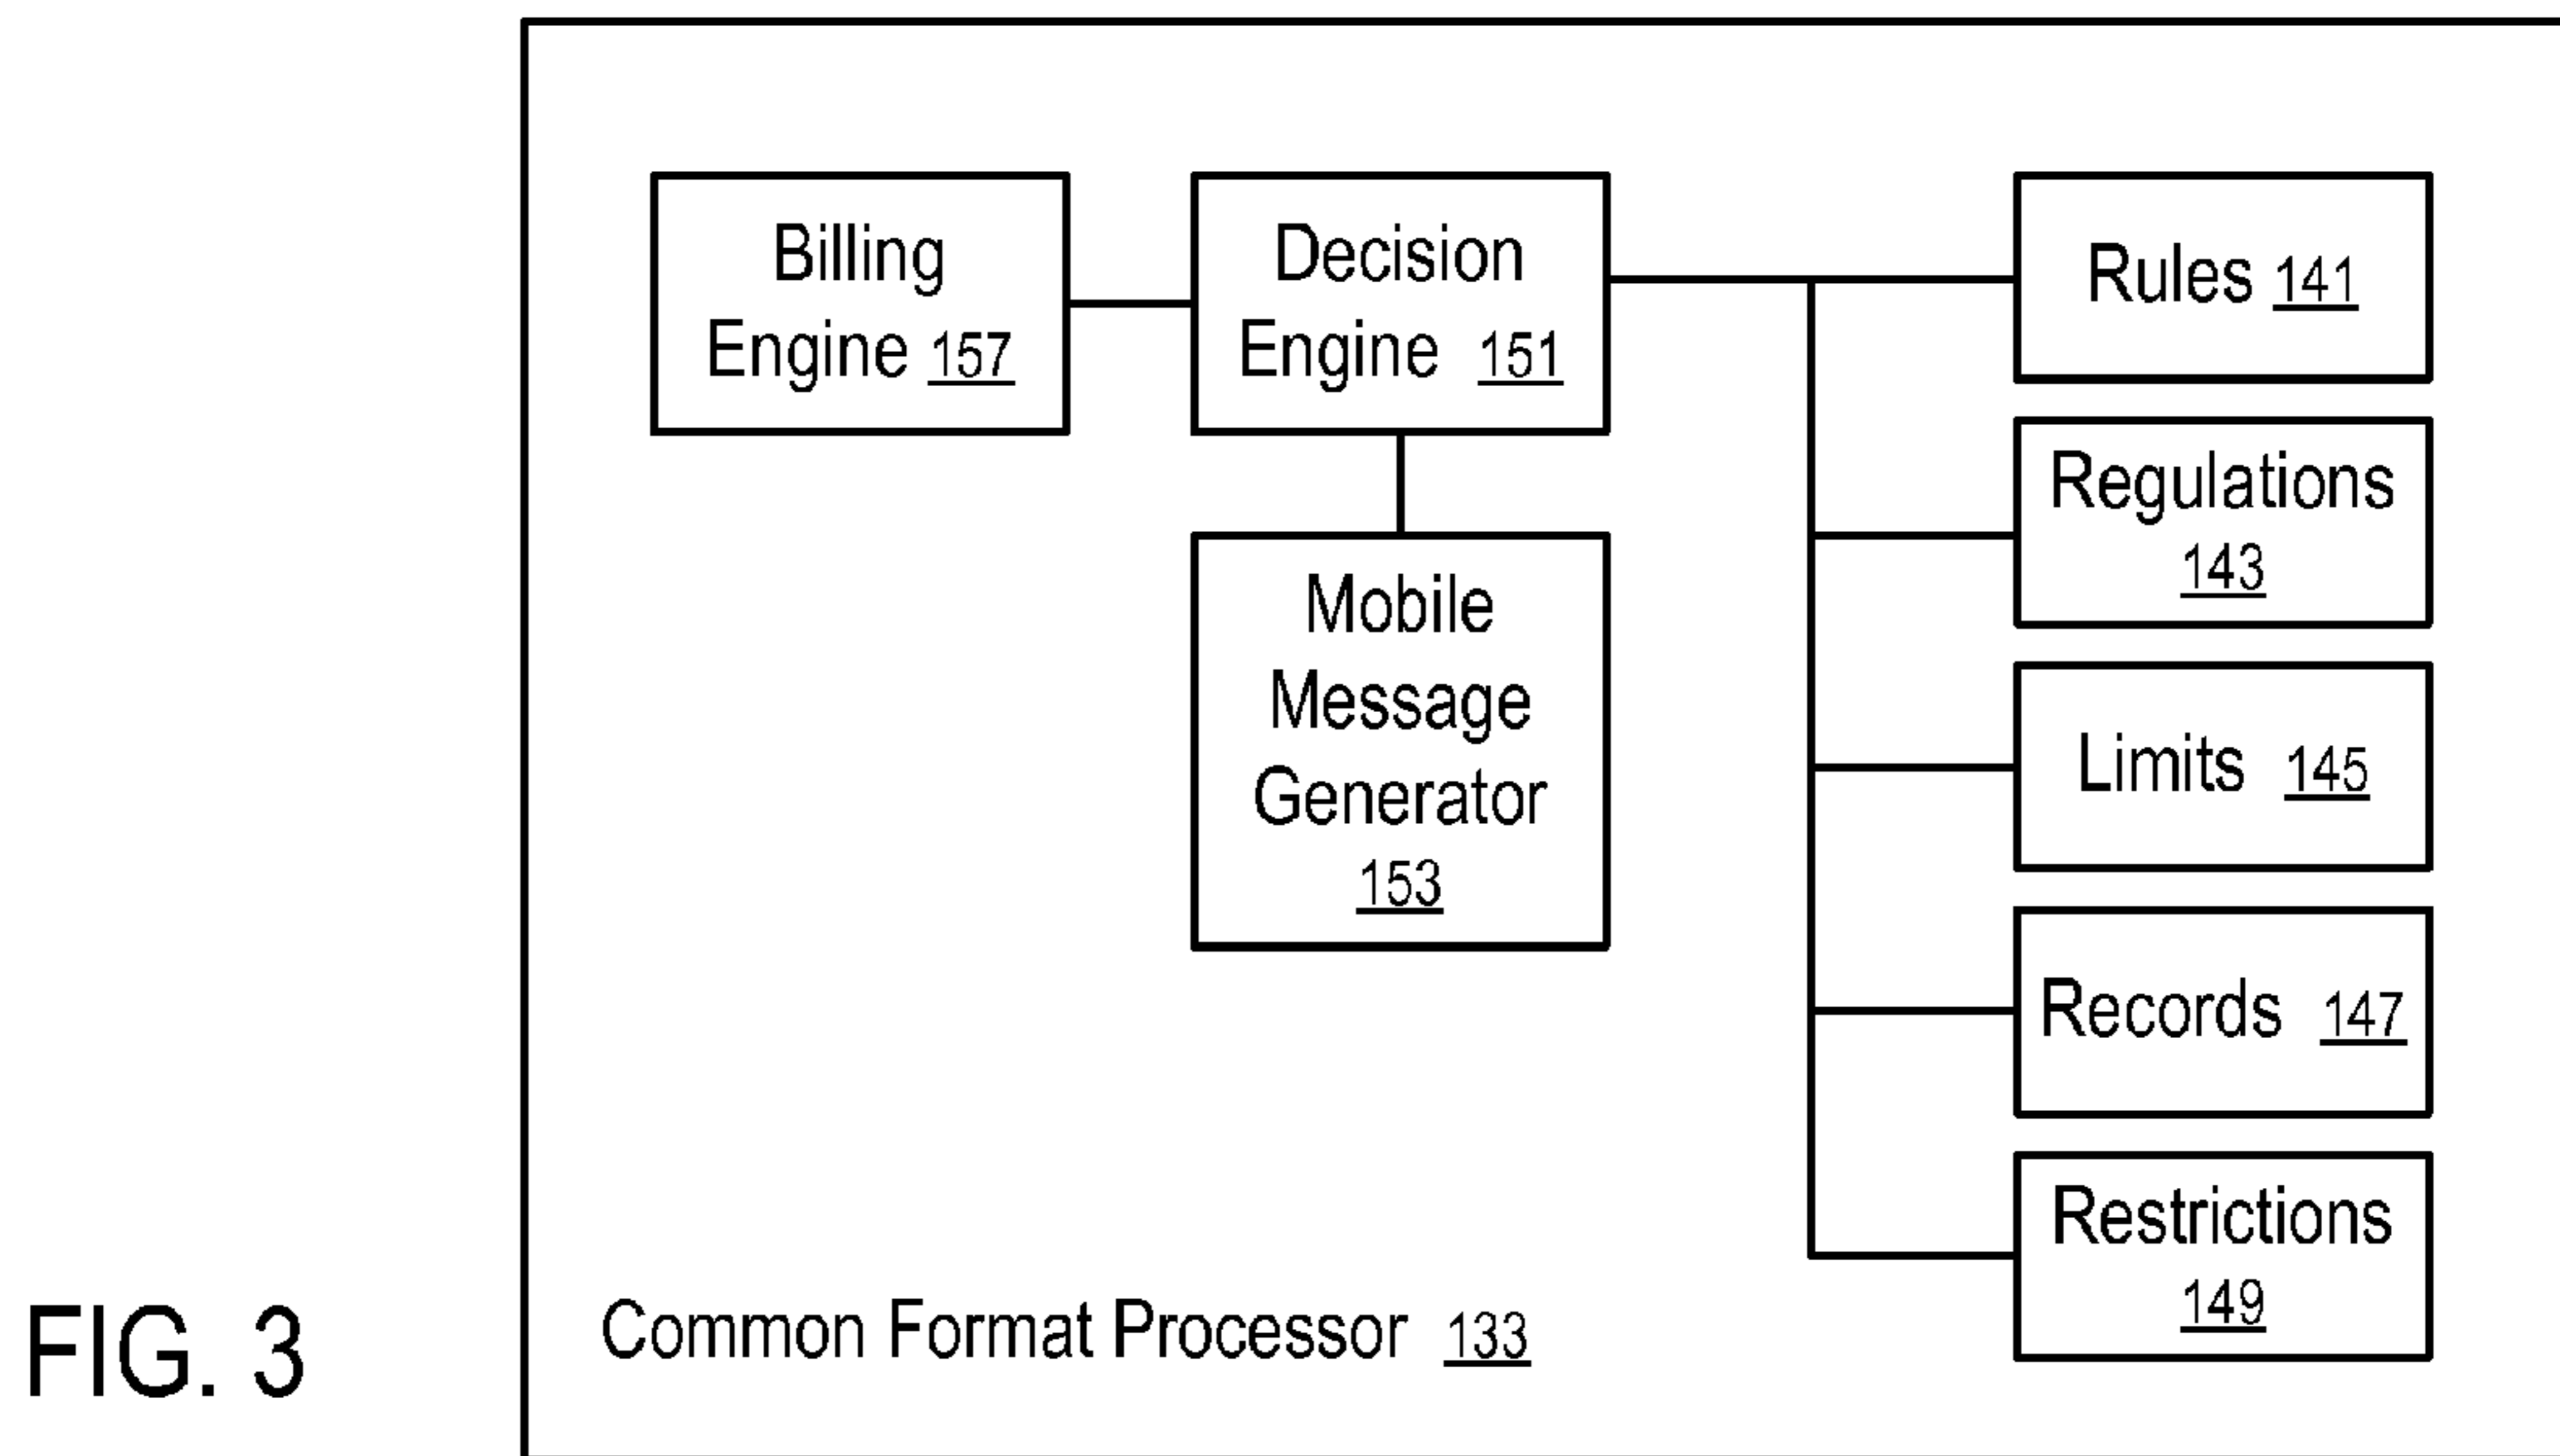 Billing
Engine 157
Decision
Engine 151
Rules 141
Regulations
143
Mobile
Message
Generator
153
Limits 145
Records 147
Restrictions
149
Common Format Processor 133
FIG. 3